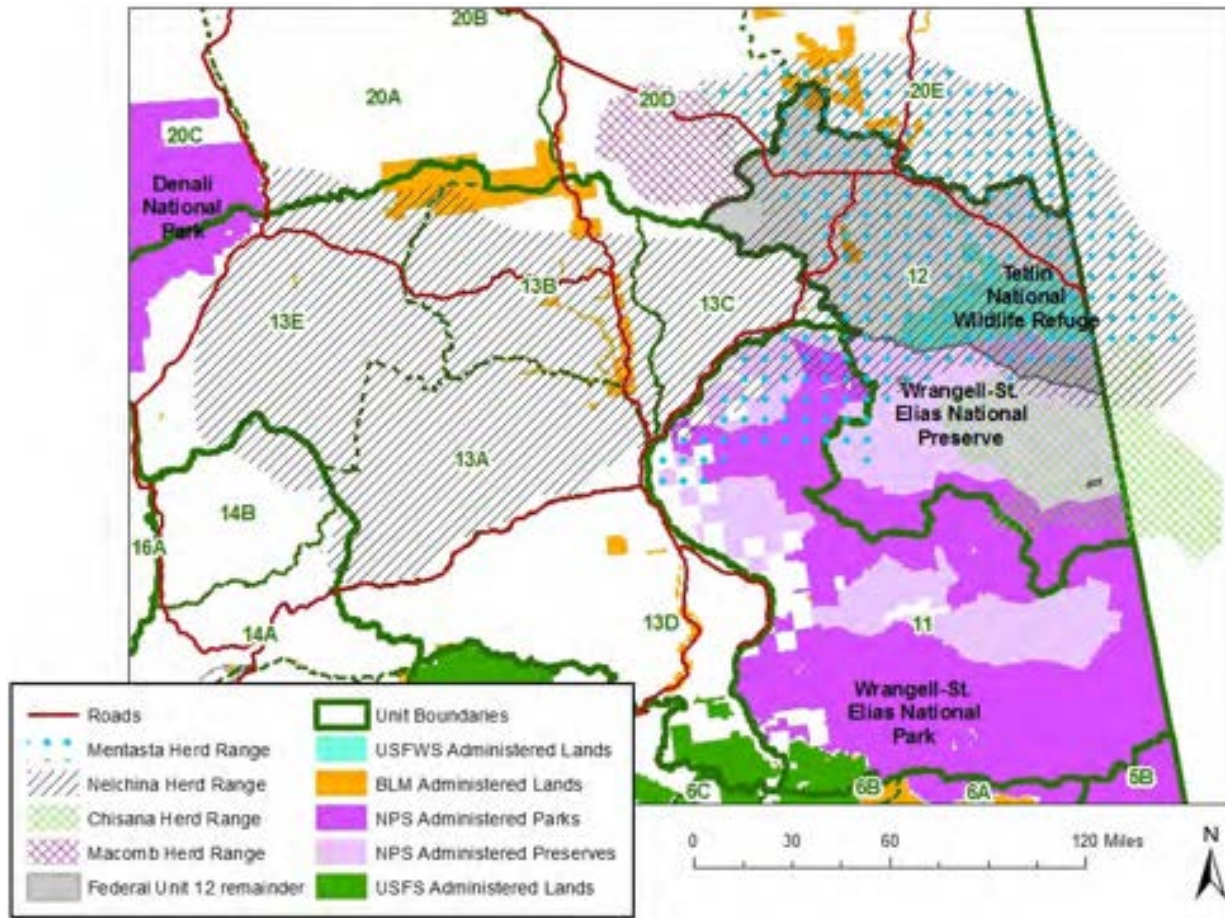 20B
20A
20D
20E
20C
Denali
National
Park
12
Tetlin
National
Wildlife Refuge
13B
13C
13E
Wrangell-St.
Elias National
Preserve
13A
14B
16A
14A
13D
11
Wrangell-St.
Elias National
Park
6C
6B
6A
5B
Roads
Mentasta Herd Range
Nelchina Herd Range
Chisana Herd Range
Macomb Herd Range
Federal Unit 12 remainder
Unit Boundaries
USFWS Administered Lands
BLM Administered Lands
NPS Administered Parks
NPS Administered Preserves
USFS Administered Lands
0 30 60 120 Miles
N